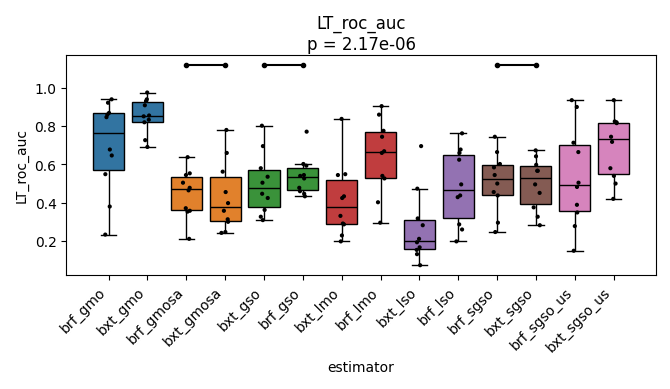 LT_roc_auc
p = 2.17e-06
LT_roc_auc
1.0
0.8
0.6
0.4
0.2
brf_gmo
bxt_gmo
brf_gmosa
bxt_gmosa
bxt_gso
brf_gso
bxt_lmo
brf_lmo
bxt_lso
brf_lso
brf_sgso
bxt_sgso
brf_sgso_us
bxt_sgso_us
estimator